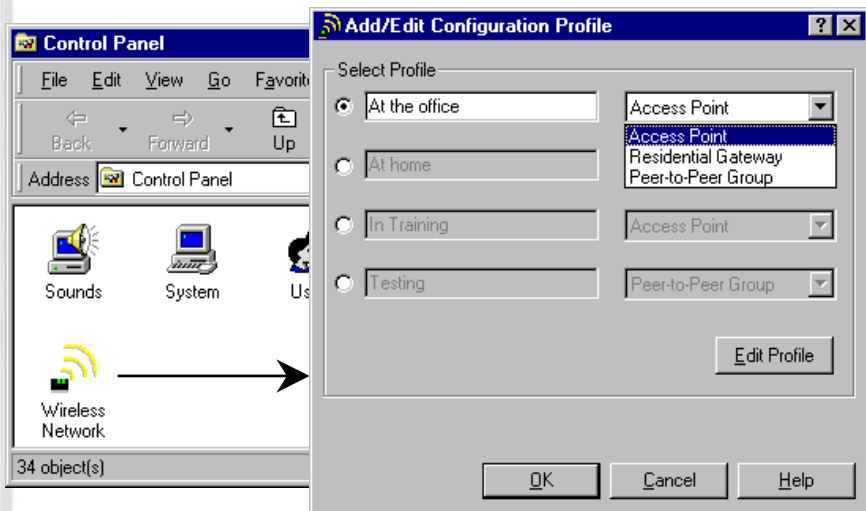 Control Panel
File Edit View Go Favorit
Back Forward Up
Address Control Panel
Sounds System Us
Wireless
Network
34 object(s)
Add/Edit Configuration Profile
Select Profile
At the office Access Point
Access Point
Residential Gateway
Peer-to-Peer Group
At home
In Training Access Point
Testing Peer-to-Peer Group
Edit Profile
OK Cancel Help